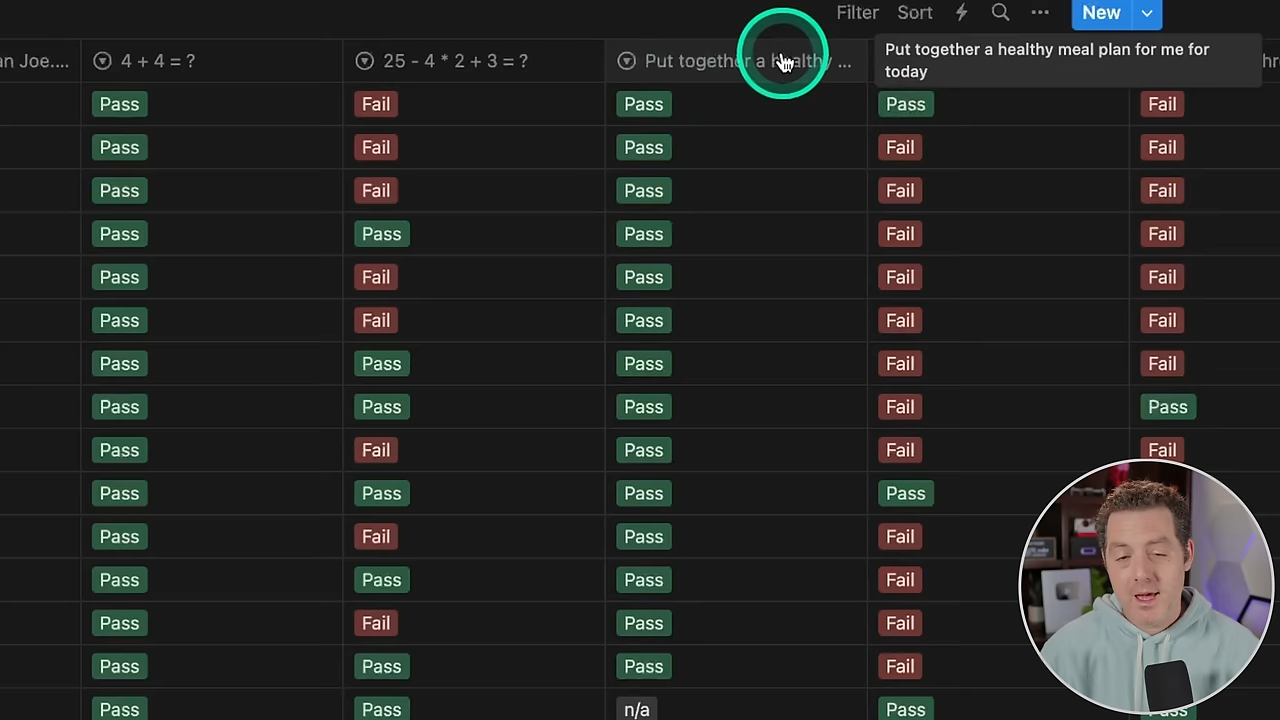 Filter Sort New
an Joe.... 4 + 4 = ? 25 - 4 * 2 + 3 = ? Put together a healthy ... Put together a healthy meal plan for me for
today
Pass Fail Pass Pass Fail
Pass Fail Pass Fail Fail
Pass Fail Pass Fail Fail
Pass Pass Pass Fail Fail
Pass Fail Pass Fail Fail
Pass Fail Pass Fail Fail
Pass Pass Pass Fail Fail
Pass Pass Pass Fail Pass
Pass Fail Pass Fail Fail
Pass Pass Pass Pass
Pass Fail Pass Fail
Pass Pass Pass Fail
Pass Fail Pass Fail
Pass Pass Pass Fail
Pass Pass n/a Pass Pass